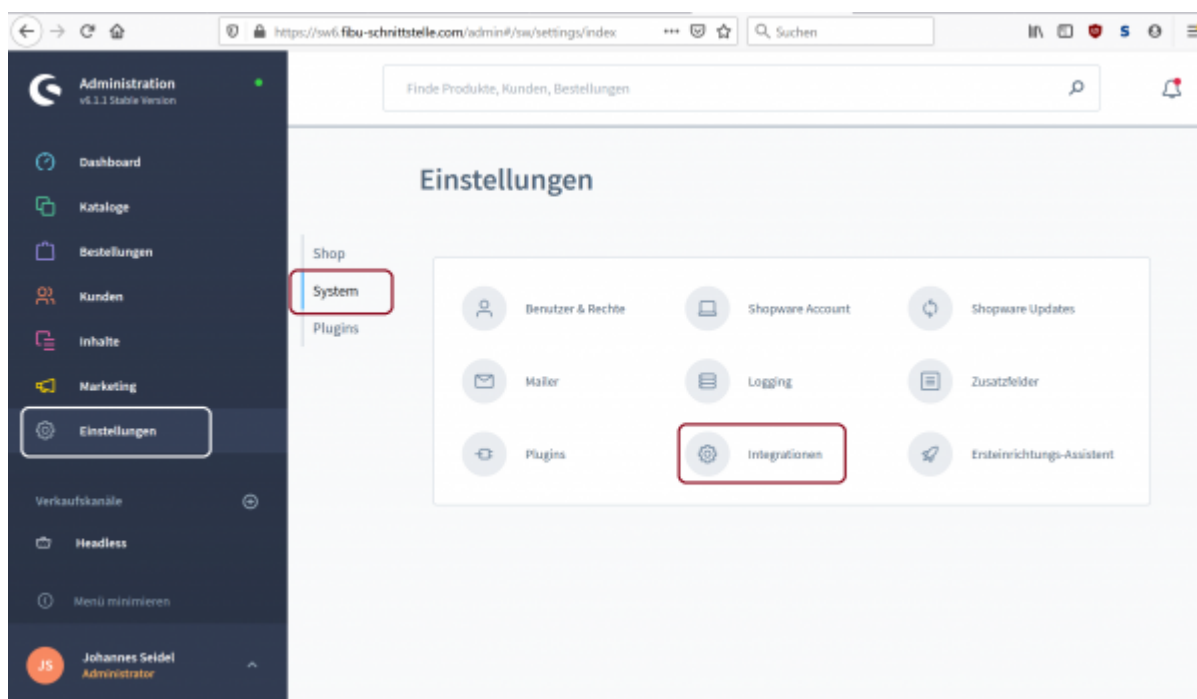 https://sw6.fibu-schnittstelle.com/admin#/sw/settings/index
Suchen
S
Administration
v6.1.1 Stable Version
Finde Produkte, Kunden, Bestellungen
Dashboard
Kataloge
Bestellungen
Kunden
Inhalte
Marketing
Einstellungen
Verkaufskanäle
Headless
Menü minimieren
JS
Johannes Seidel
Administrator
Einstellungen
Shop
System
Plugins
Benutzer & Rechte
Shopware Account
Shopware Updates
Mailer
Logging
Zusatzfelder
Plugins
Integrationen
Ersteinrichtungs-Assistent